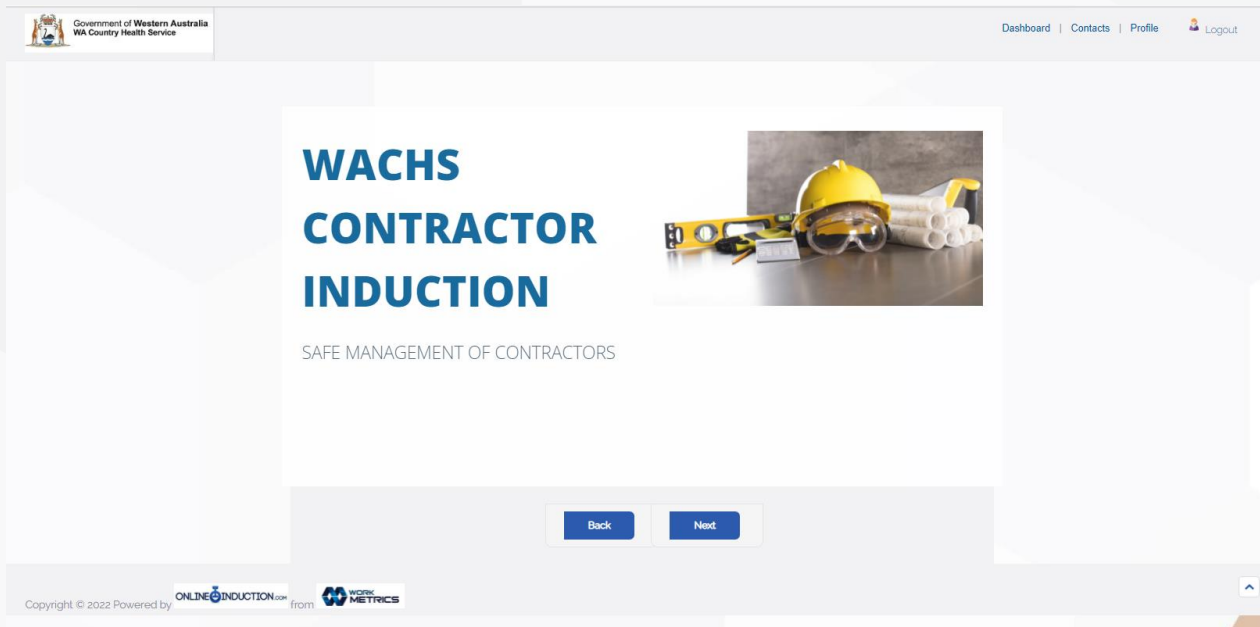 Government of Western Australia
WA Country Health Service
Dashboard | Contacts | Profile Logout
WACHS
CONTRACTOR
INDUCTION
SAFE MANAGEMENT OF CONTRACTORS
Back Next
Copyright © 2022 Powered by ONLINEINDUCTION.COM from WORK METRICS